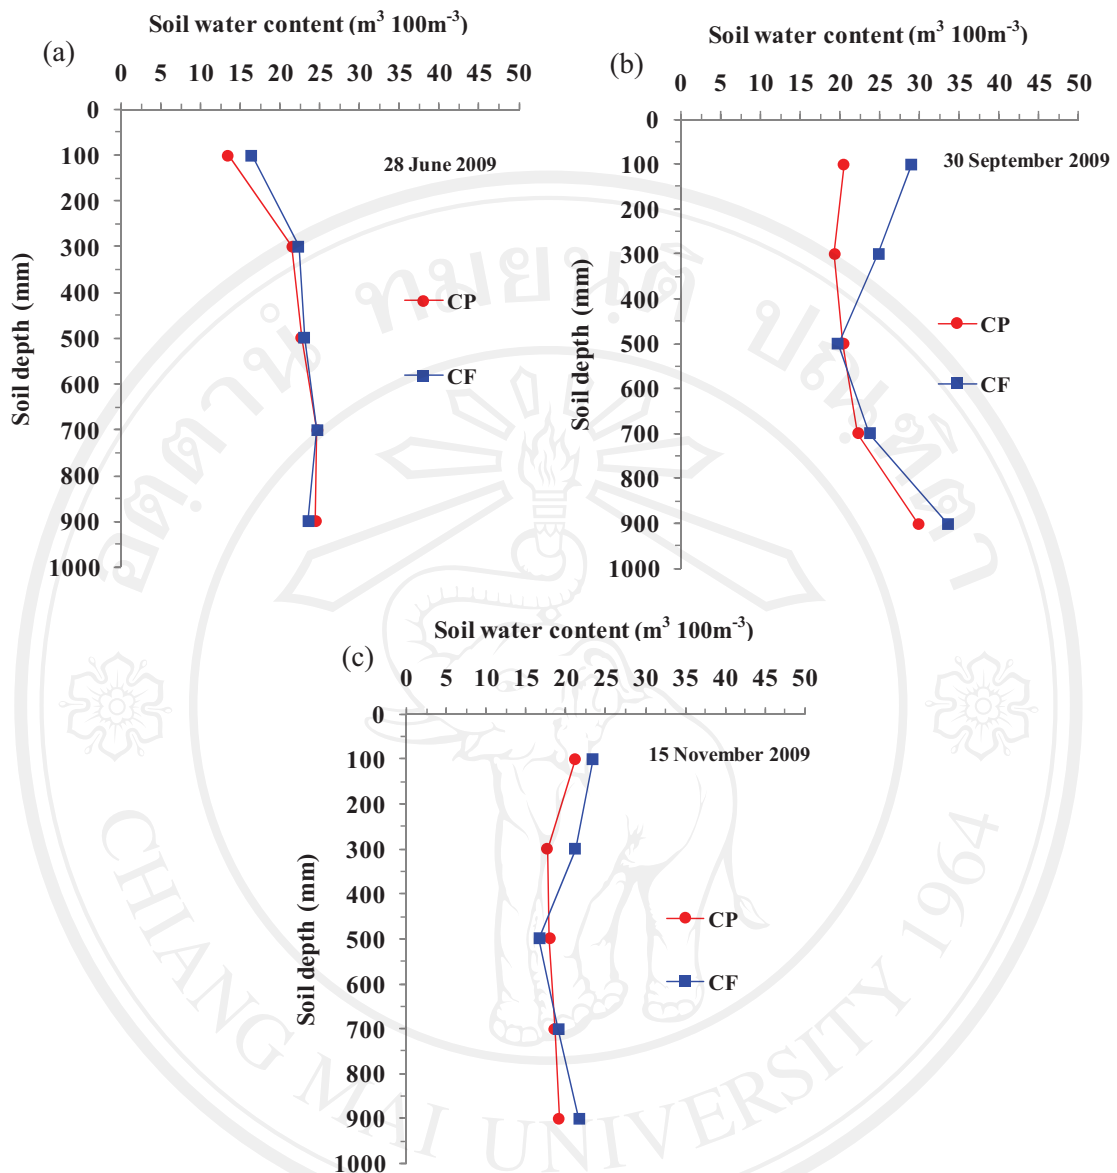 Soil water content (m³ 100m⁻³)
(a)
0 5 10 15 20 25 30 35 40 45 50
0
100
200
300
400
500
600
700
800
900
1000
Soil depth (mm)
28 June 2009
CP
CF
Soil water content (m³ 100m⁻³)
(b)
0 5 10 15 20 25 30 35 40 45 50
0
100
200
300
400
500
600
700
800
900
1000
Soil depth (mm)
30 September 2009
CP
CF
Soil water content (m³ 100m⁻³)
(c)
0 5 10 15 20 25 30 35 40 45 50
0
100
200
300
400
500
600
700
800
900
1000
Soil depth (mm)
15 November 2009
CP
CF
CHIANG MAI UNIVERSITY 1964